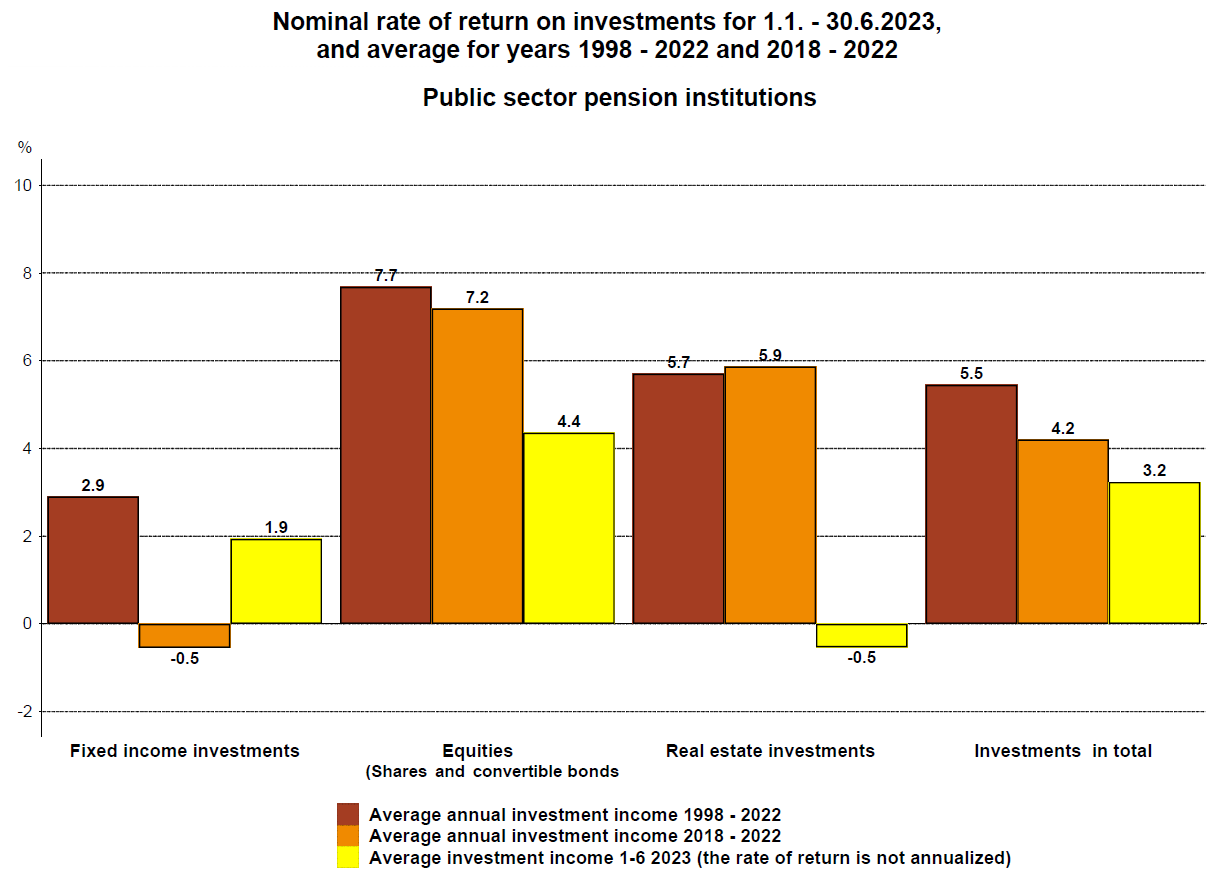 Nominal rate of return on investments for 1.1. - 30.6.2023,
and average for years 1998 - 2022 and 2018 - 2022
Public sector pension institutions
%
10
8
6
4
2
0
-2
2.9
-0.5
1.9
7.7
7.2
4.4
5.7
5.9
-0.5
5.5
4.2
3.2
Fixed income investments
Equities
(Shares and convertible bonds
Real estate investments
Investments in total
Average annual investment income 1998 - 2022
Average annual investment income 2018 - 2022
Average investment income 1-6 2023 (the rate of return is not annualized)